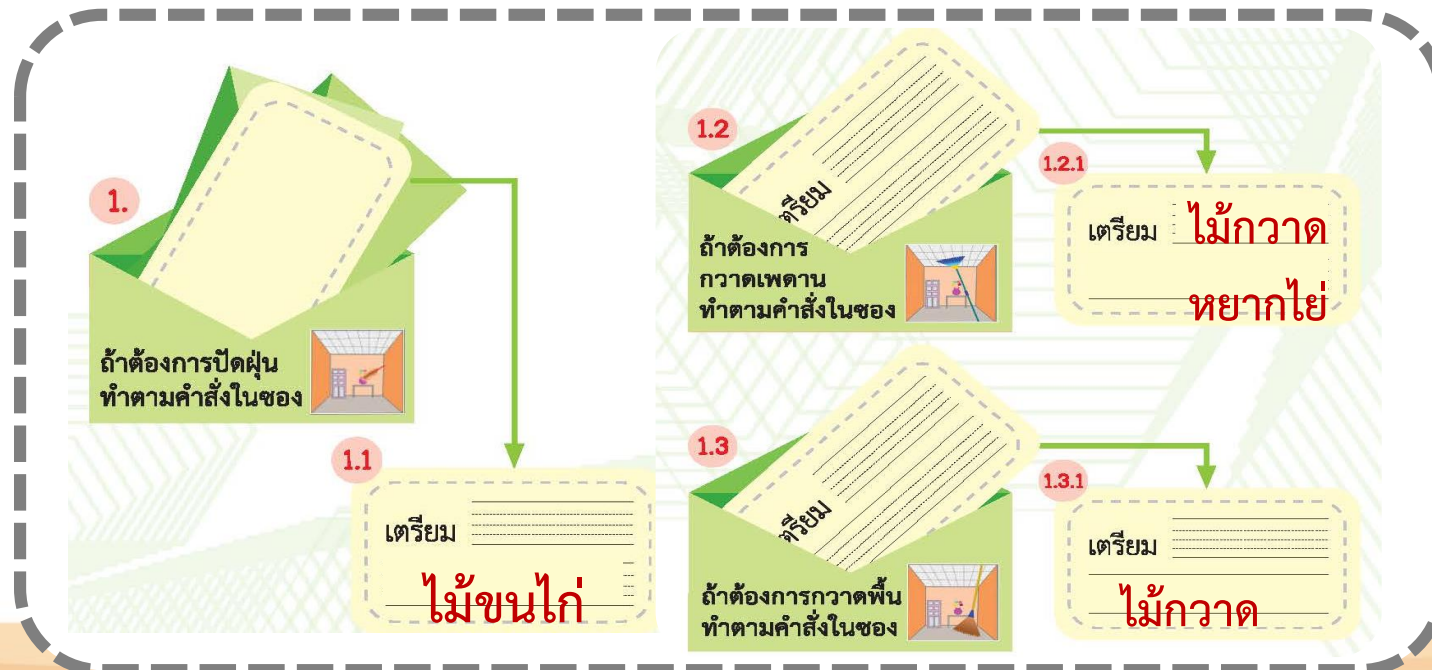 1.
ถ้าต้องการปัดฝุ่น
ทำตามคำสั่งในซอง
1.1
เตรียม
ไม้ขนไก่
1.2
ตรียม
ถ้าต้องการ
กวาดเพดาน
ทำตามคำสั่งในซอง
1.2.1
เตรียม ไม้กวาด
หยากไย่
1.3
ตรียม
ถ้าต้องการกวาดพื้น
ทำตามคำสั่งในซอง
1.3.1
เตรียม
ไม้กวาด